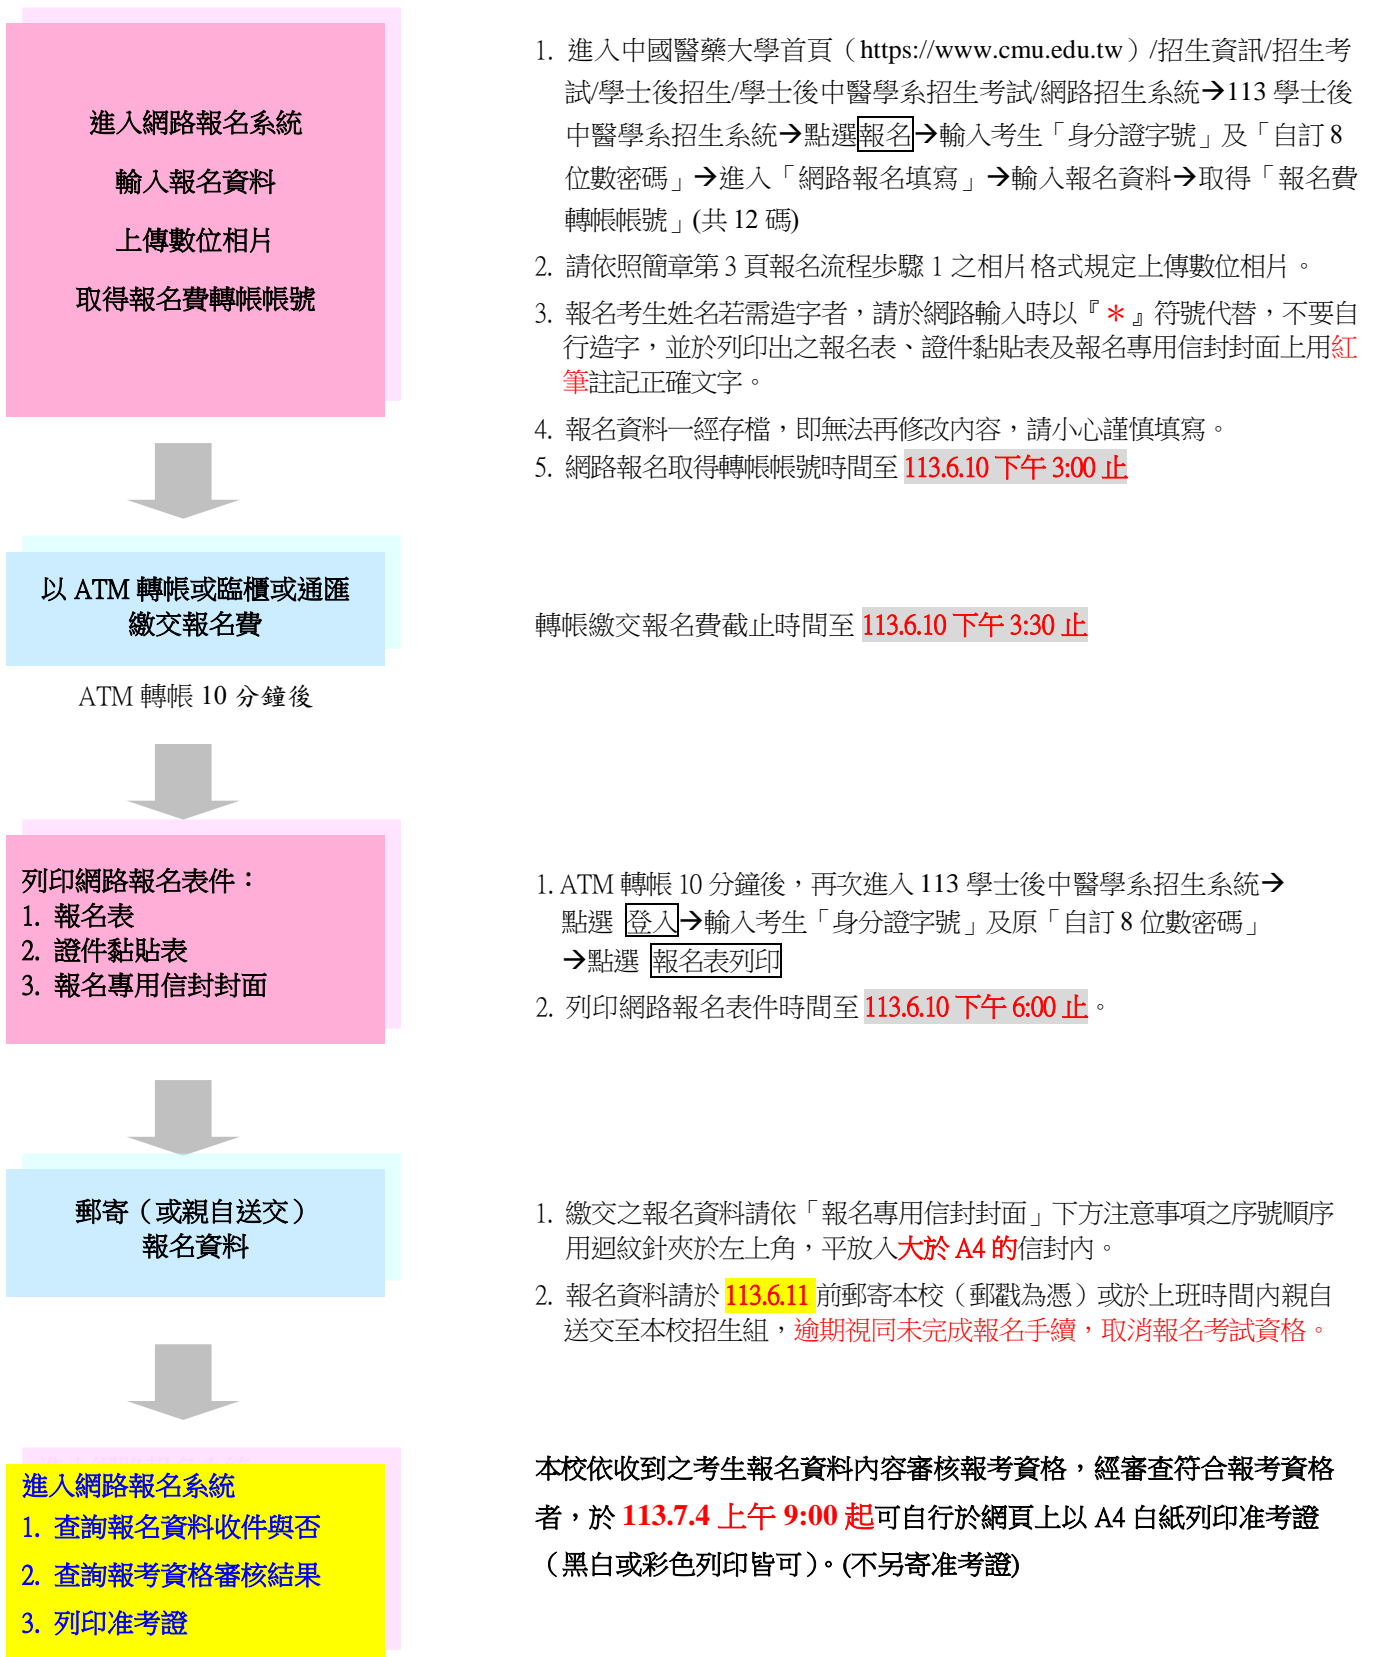 進入網路報名系統
輸入報名資料
上傳數位相片
取得報名費轉帳帳號
1. 進入中國醫藥大學首頁（https://www.cmu.edu.tw）/招生資訊/招生考
試/學士後招生/學士後中醫學系招生考試/網路招生系統→113 學士後
中醫學系招生系統→點選報名→輸入考生「身分證字號」及「自訂 8
位數密碼」→進入「網路報名填寫」→輸入報名資料→取得「報名費
轉帳帳號」(共 12 碼)
2. 請依照簡章第 3 頁報名流程步驟 1 之相片格式規定上傳數位相片。
3. 報名考生姓名若需造字者，請於網路輸入時以『＊』符號代替，不要自
行造字，並於列印出之報名表、證件黏貼表及報名專用信封封面上用紅
筆註記正確文字。
4. 報名資料一經存檔，即無法再修改內容，請小心謹慎填寫。
5. 網路報名取得轉帳帳號時間至 113.6.10 下午 3:00 止
以 ATM 轉帳或臨櫃或通匯
繳交報名費
轉帳繳交報名費截止時間至 113.6.10 下午 3:30 止
ATM 轉帳 10 分鐘後
列印網路報名表件：
1. 報名表
2. 證件黏貼表
3. 報名專用信封封面
1. ATM 轉帳 10 分鐘後，再次進入 113 學士後中醫學系招生系統→
點選 登入→輸入考生「身分證字號」及原「自訂 8 位數密碼」
→點選 報名表列印
2. 列印網路報名表件時間至 113.6.10 下午 6:00 止。
郵寄（或親自送交）
報名資料
1. 繳交之報名資料請依「報名專用信封封面」下方注意事項之序號順序
用迴紋針夾於左上角，平放入大於 A4 的信封內。
2. 報名資料請於 113.6.11 前郵寄本校（郵戳為憑）或於上班時間內親自
送交至本校招生組，逾期視同未完成報名手續，取消報名考試資格。
進入網路報名系統
1. 查詢報名資料收件與否
2. 查詢報考資格審核結果
3. 列印准考證
本校依收到之考生報名資料內容審核報考資格，經審查符合報考資格
者，於 113.7.4 上午 9:00 起可自行於網頁上以 A4 白紙列印准考證
（黑白或彩色列印皆可）。(不另寄准考證)